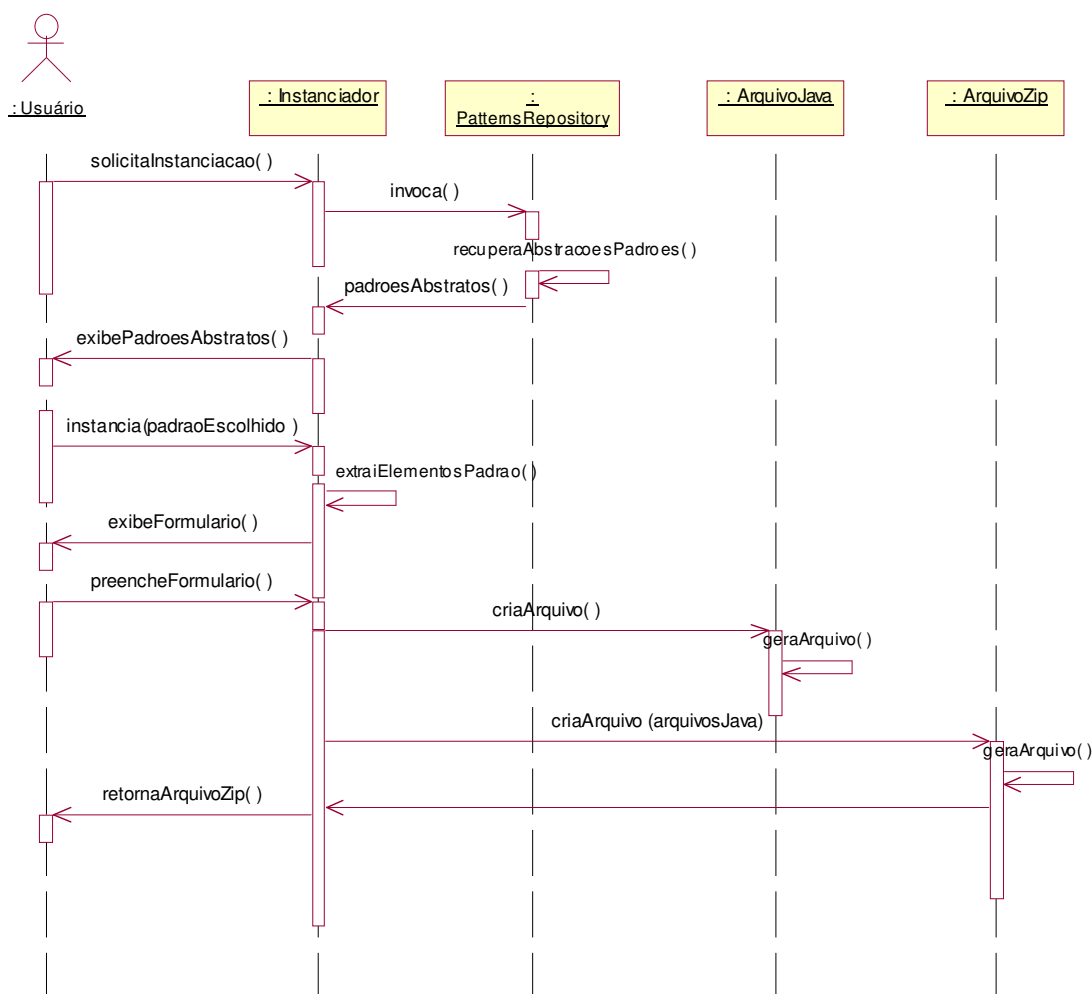 : Usuário
: Instanciador
:
PatternsRepository
: ArquivoJava
: ArquivoZip
solicitaInstanciacao( )
invoca( )
recuperaAbstracoesPadroes( )
padroesAbstratos( )
exibePadroesAbstratos( )
instancia(padraoEscolhido )
extraiElementosPadrao( )
exibeFormulario( )
preencheFormulario( )
criaArquivo( )
geraArquivo( )
criaArquivo (arquivosJava)
geraArquivo( )
retornaArquivoZip( )